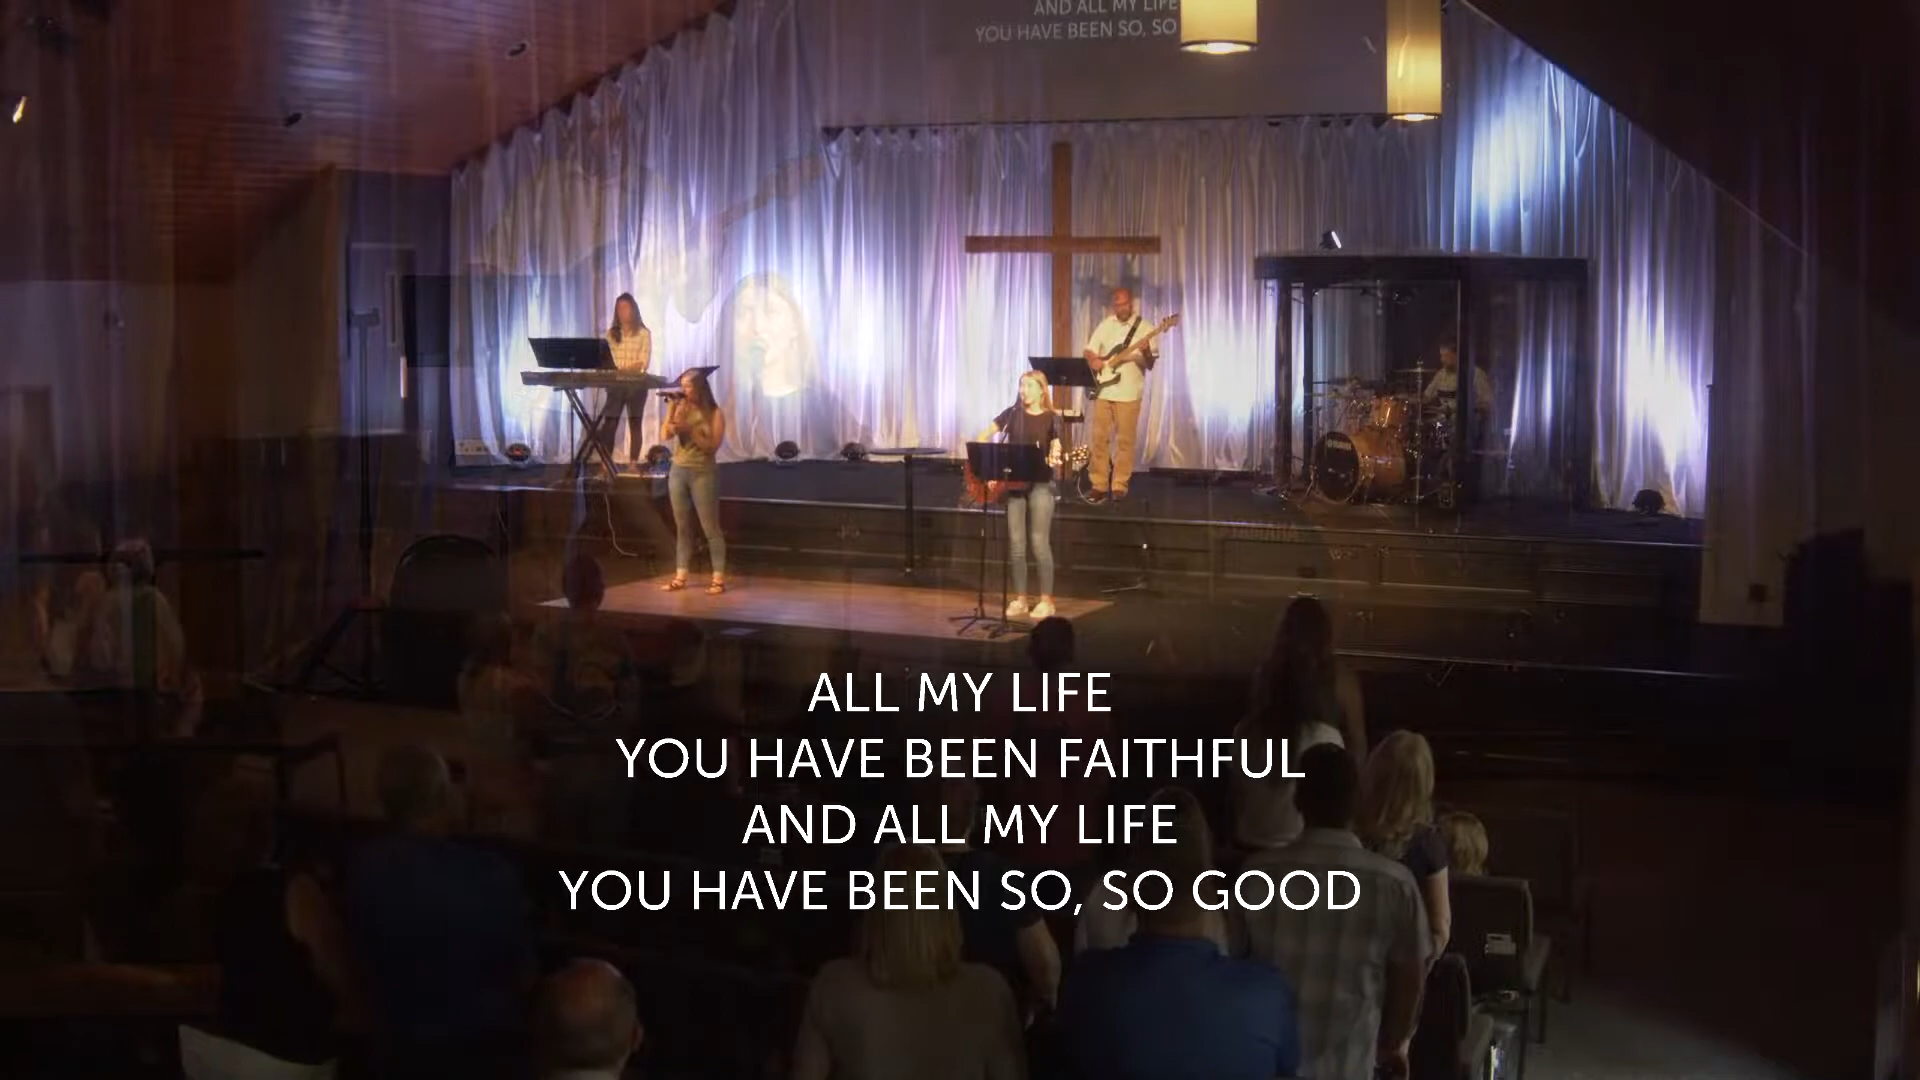 AND ALL MY LIFE
YOU HAVE BEEN SO, SO
YAMAHA
ALL MY LIFE
YOU HAVE BEEN FAITHFUL
AND ALL MY LIFE
YOU HAVE BEEN SO, SO GOOD